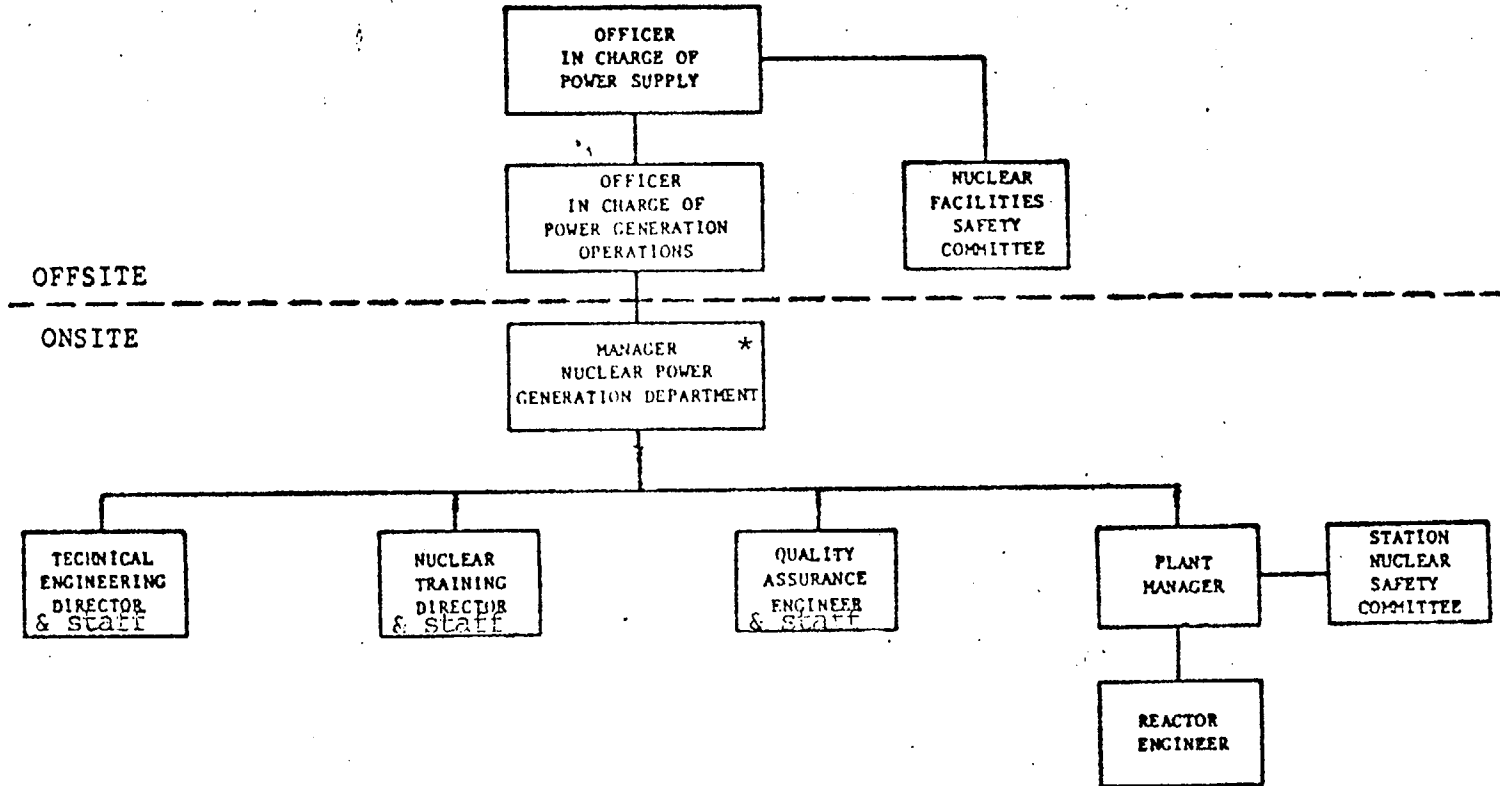 OFFICER
IN CHARGE OF
POWER SUPPLY
OFFICER
IN CHARGE OF
POWER GENERATION
OPERATIONS
NUCLEAR
FACILITIES
SAFETY
COMMITTEE
OFFSITE
ONSITE
MANAGER *
NUCLEAR POWER
GENERATION DEPARTMENT
TECHNICAL
ENGINEERING
DIRECTOR
& staff
NUCLEAR
TRAINING
DIRECTOR
& staff
QUALITY
ASSURANCE
ENGINEER
& staff
PLANT
MANAGER
STATION
NUCLEAR
SAFETY
COMMITTEE
REACTOR
ENGINEER